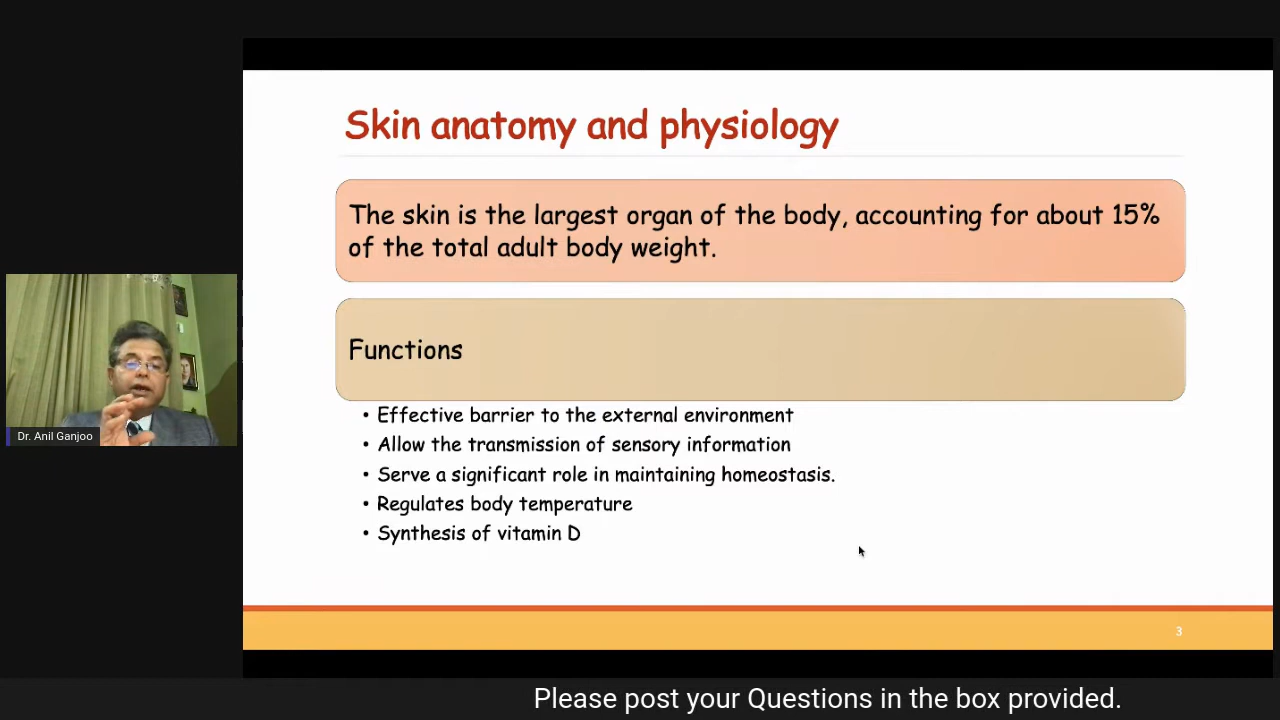 Skin anatomy and physiology
The skin is the largest organ of the body, accounting for about 15%
of the total adult body weight.
Functions
• Effective barrier to the external environment
• Allow the transmission of sensory information
• Serve a significant role in maintaining homeostasis.
• Regulates body temperature
• Synthesis of vitamin D
Dr. Anil Ganjoo
3
Please post your Questions in the box provided.